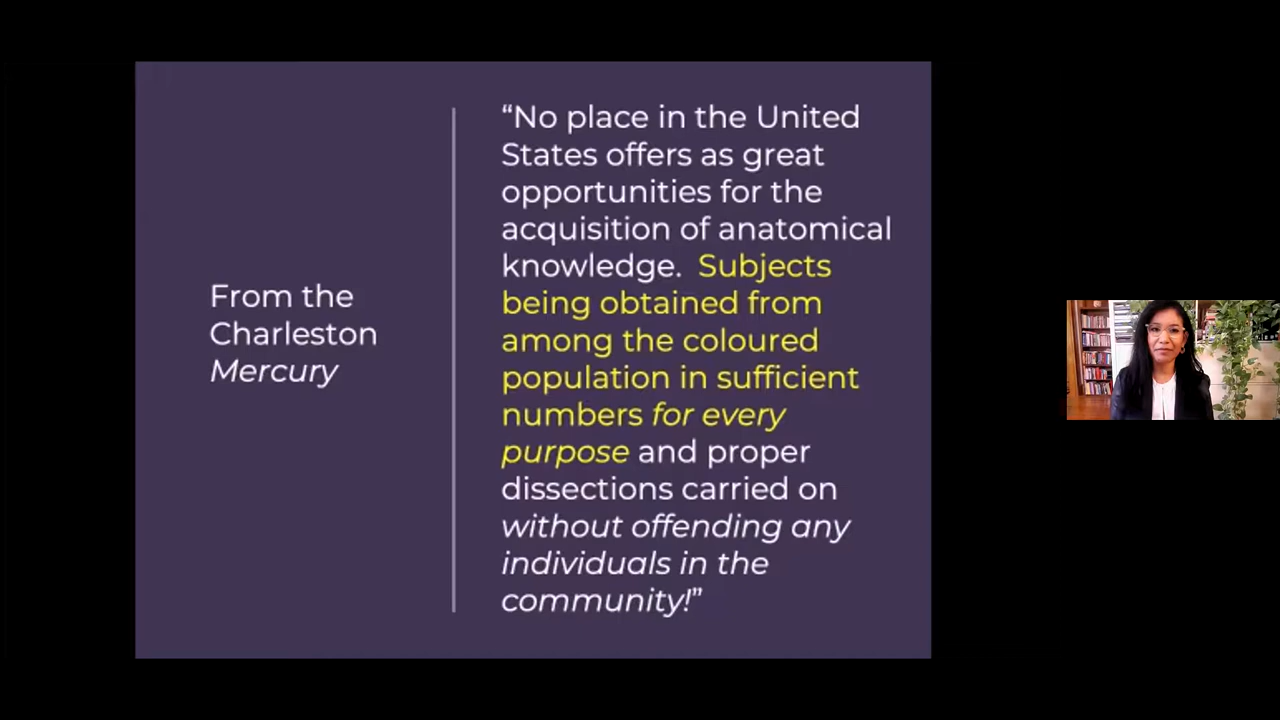 From the
Charleston
Mercury
“No place in the United
States offers as great
opportunities for the
acquisition of anatomical
knowledge.  Subjects
being obtained from
among the coloured
population in sufficient
numbers for every
purpose and proper
dissections carried on
without offending any
individuals in the
community!”